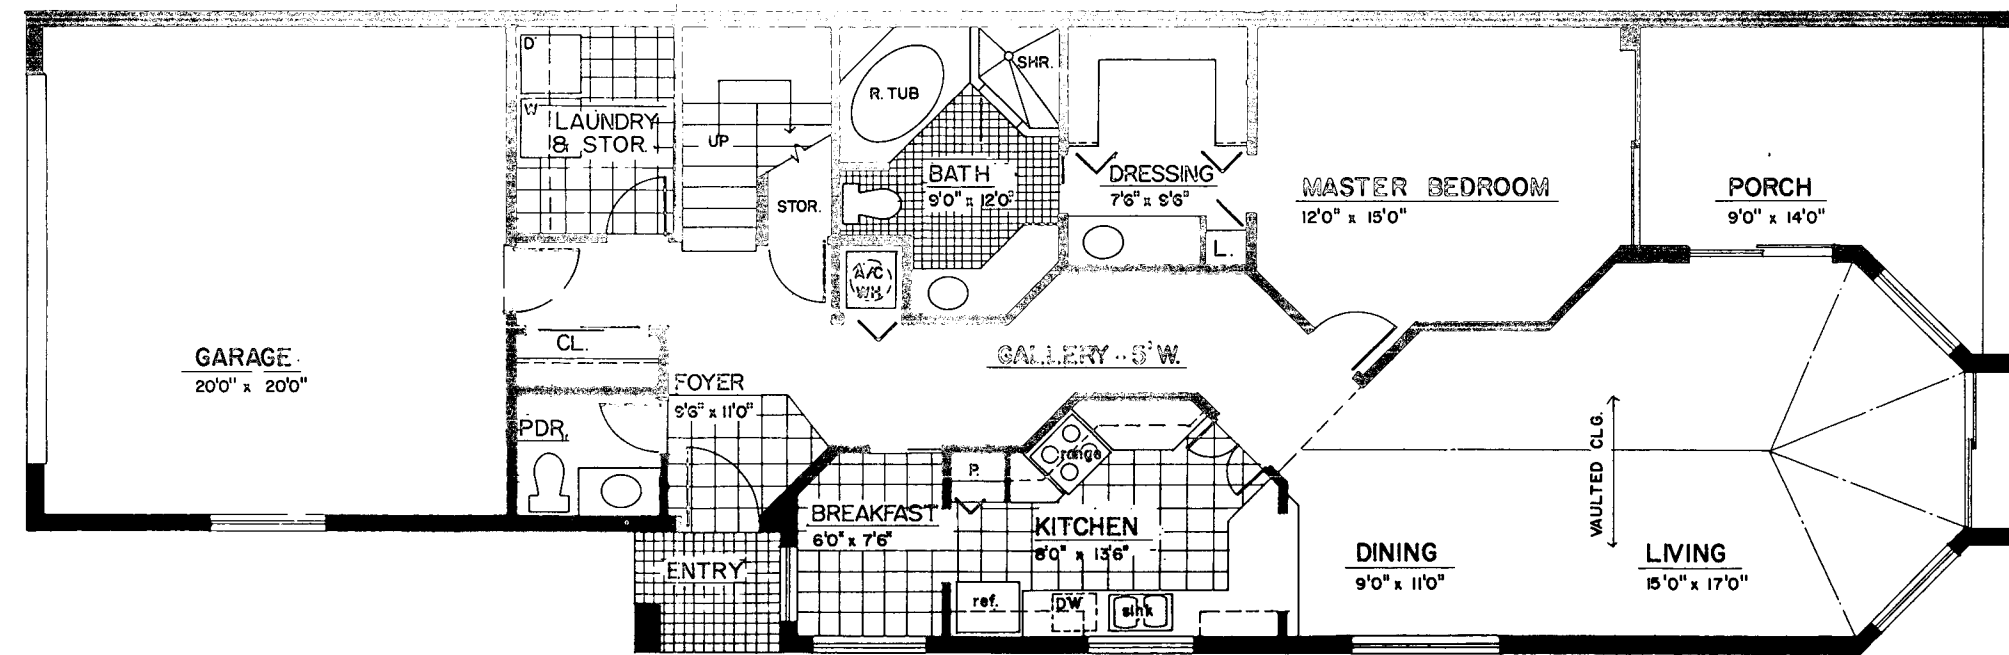 D
W
LAUNDRY
& STOR.
UP
STOR.
R. TUB
SHR.
BATH
9'0" x 12'0"
DRESSING
7'6" x 8'6"
L.
A/C
WH
MASTER BEDROOM
12'0" x 15'0"
PORCH
9'0" x 14'0"
GARAGE
20'0" x 20'0"
CL.
PDR.
FOYER
9'6" x 11'0"
GALLERY - 5' W.
ENTRY
BREAKFAST
6'0" x 7'6"
P.
range
KITCHEN
8'0" x 13'6"
ref.
DW
sink
DINING
9'0" x 11'0"
VAULTED CLG.
LIVING
15'0" x 17'0"